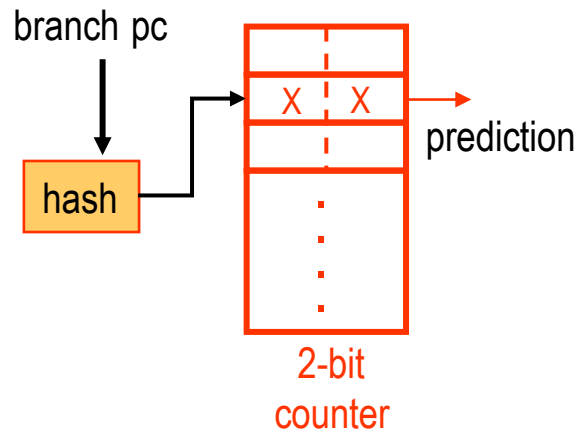 branch pc
X X
prediction
hash
2-bit
counter